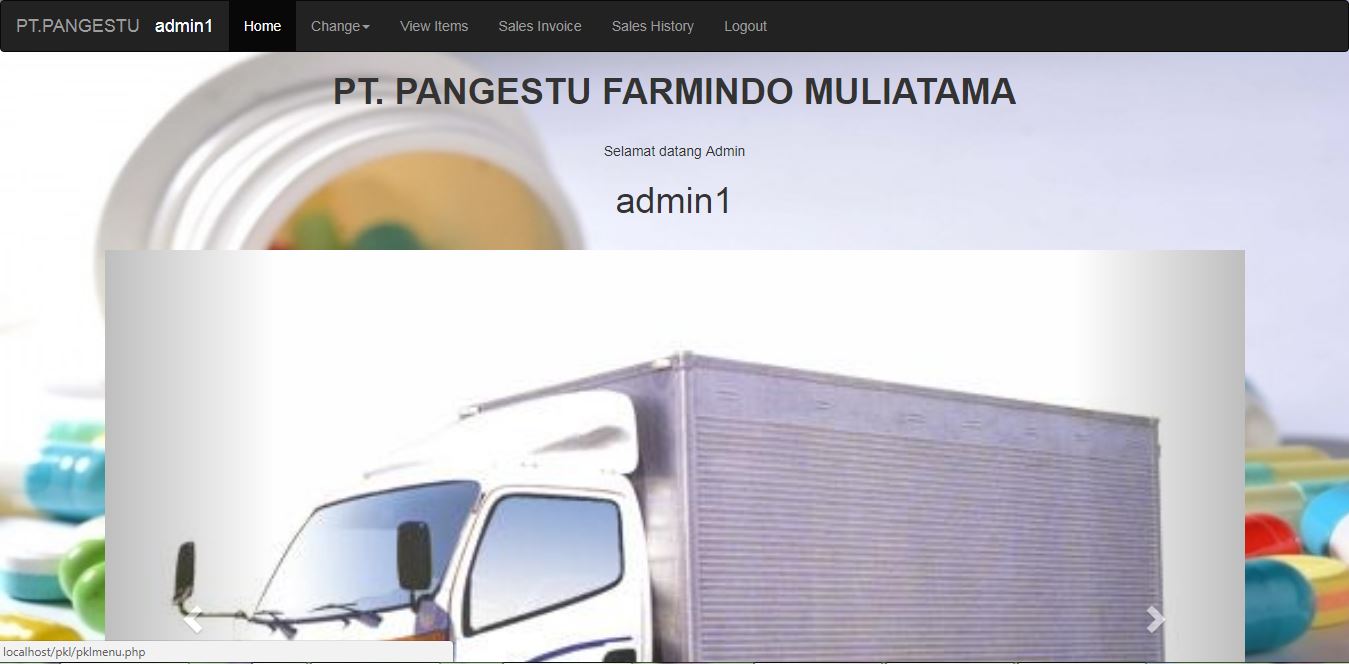 PT.PANGESTU admin1 Home Change View Items Sales Invoice Sales History Logout
PT. PANGESTU FARMINDO MULIATAMA
Selamat datang Admin
admin1
localhost/pkl/pklmenu.php